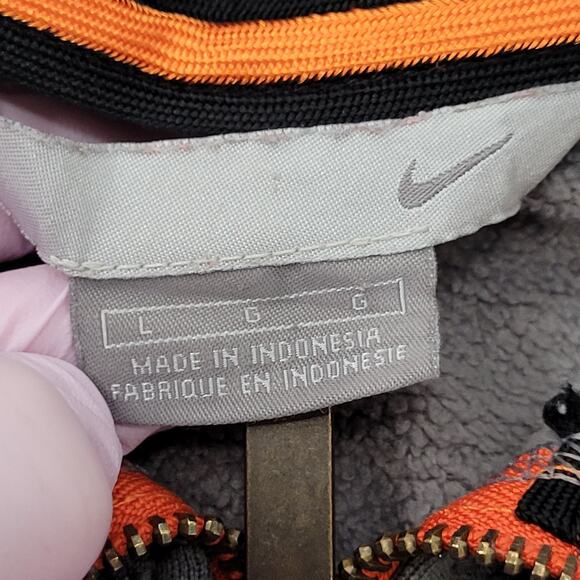 L G G
MADE IN INDONESIA
FABRIQUE EN INDONESIE